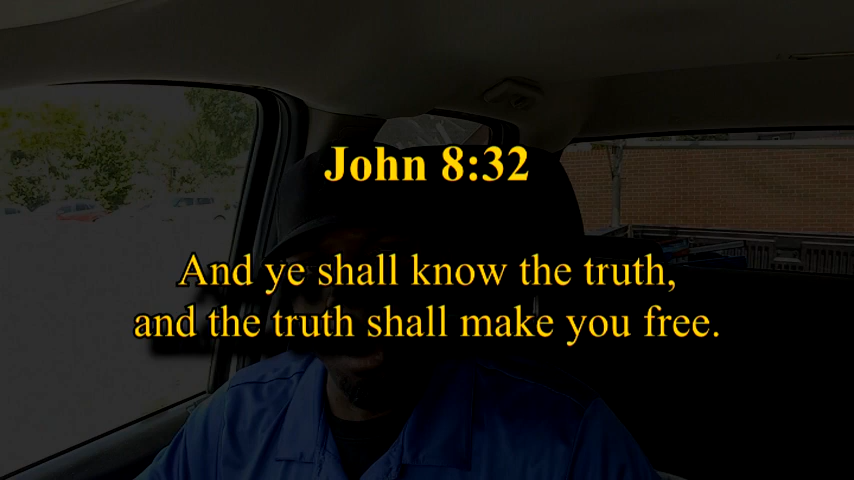 John 8:32
And ye shall know the truth,
and the truth shall make you free.